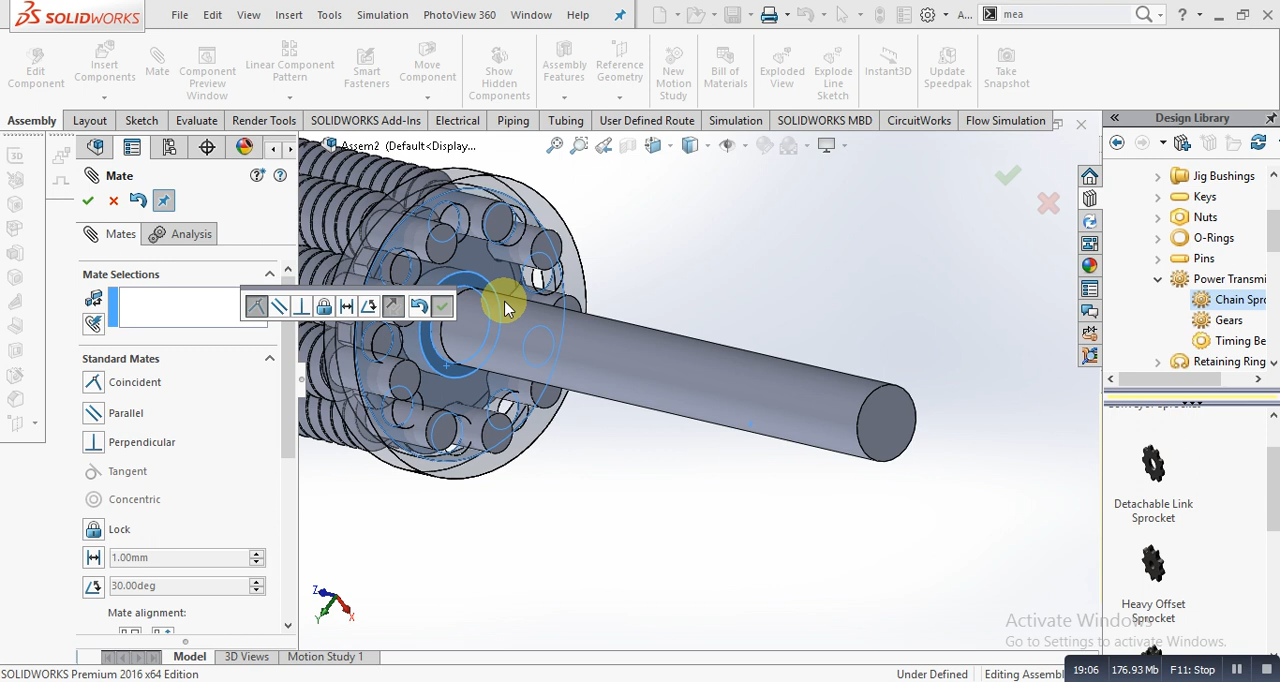 SOLIDWORKS
File Edit View Insert Tools Simulation PhotoView 360 Window Help
A... mea
Edit Component
Insert Components
Mate
Component Preview Window
Linear Component Pattern
Smart Fasteners
Move Component
Show Hidden Components
Assembly Features
Reference Geometry
New Motion Study
Bill of Materials
Exploded View
Explode Line Sketch
Instant3D
Update Speedpak
Take Snapshot
Assembly Layout Sketch Evaluate Render Tools SOLIDWORKS Add-Ins Electrical Piping Tubing User Defined Route Simulation SOLIDWORKS MBD CircuitWorks Flow Simulation
Design Library
Assem2 (Default<Display...
Mate
Mates Analysis
Mate Selections
Standard Mates
Coincident
Parallel
Perpendicular
Tangent
Concentric
Lock
1.00mm
30.00deg
Mate alignment:
Jig Bushings
Keys
Nuts
O-Rings
Pins
Power Transmi
Chain Spro
Gears
Timing Be
Retaining Ring
Detachable Link
Sprocket
Heavy Offset
Sprocket
Activate Windows
Go to Settings to activate Windows.
Model 3D Views Motion Study 1
SOLIDWORKS Premium 2016 x64 Edition
Under Defined Editing Assembl
19:06 176.93 Mb F11: Stop